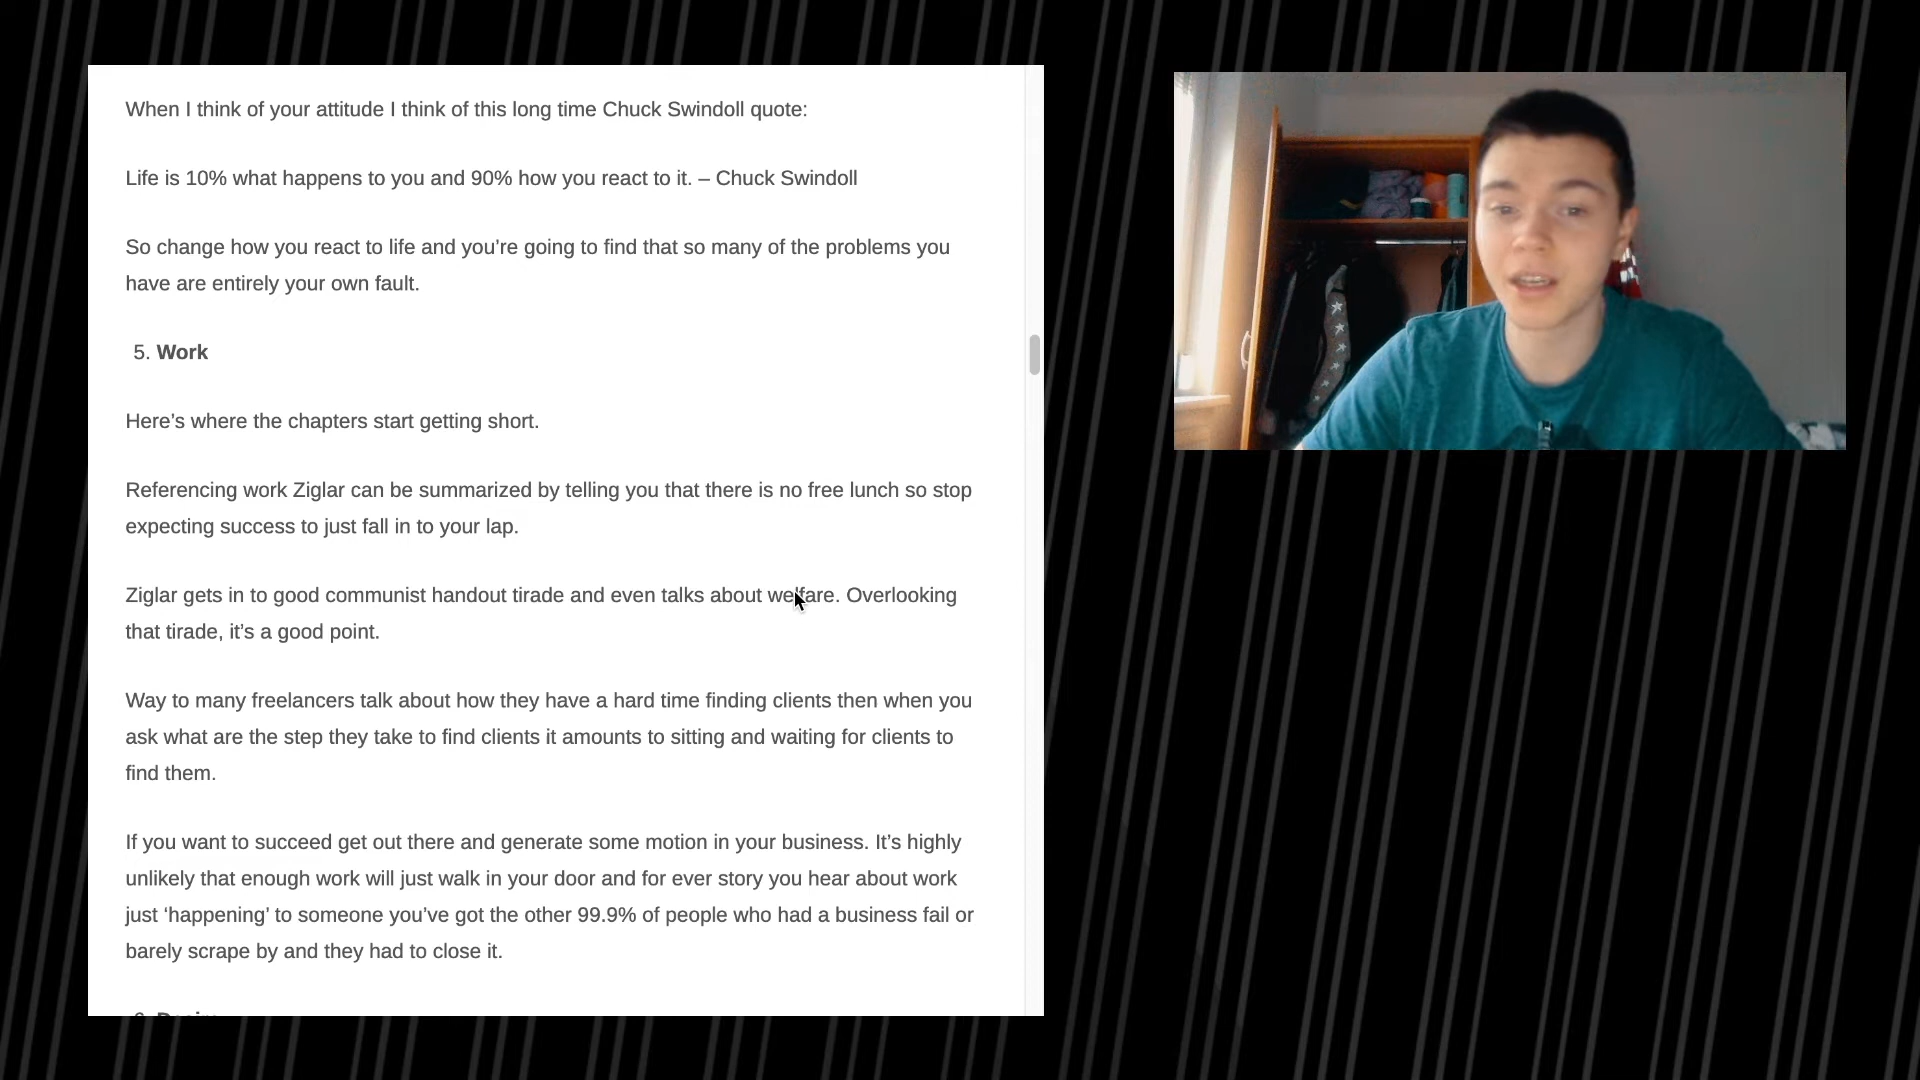 When I think of your attitude I think of this long time Chuck Swindoll quote:
Life is 10% what happens to you and 90% how you react to it. – Chuck Swindoll
So change how you react to life and you’re going to find that so many of the problems you
have are entirely your own fault.
5. Work
Here’s where the chapters start getting short.
Referencing work Ziglar can be summarized by telling you that there is no free lunch so stop
expecting success to just fall in to your lap.
Ziglar gets in to good communist handout tirade and even talks about welfare. Overlooking
that tirade, it’s a good point.
Way to many freelancers talk about how they have a hard time finding clients then when you
ask what are the step they take to find clients it amounts to sitting and waiting for clients to
find them.
If you want to succeed get out there and generate some motion in your business. It’s highly
unlikely that enough work will just walk in your door and for ever story you hear about work
just ‘happening’ to someone you’ve got the other 99.9% of people who had a business fail or
barely scrape by and they had to close it.